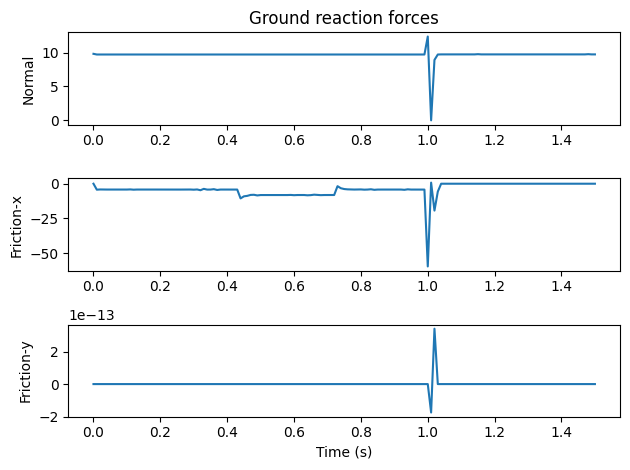 Ground reaction forces
Normal
10
5
0
0.0 0.2 0.4 0.6 0.8 1.0 1.2 1.4
Friction-x
0
−25
−50
0.0 0.2 0.4 0.6 0.8 1.0 1.2 1.4
1e−13
Friction-y
2
0
−2
0.0 0.2 0.4 0.6 0.8 1.0 1.2 1.4
Time (s)